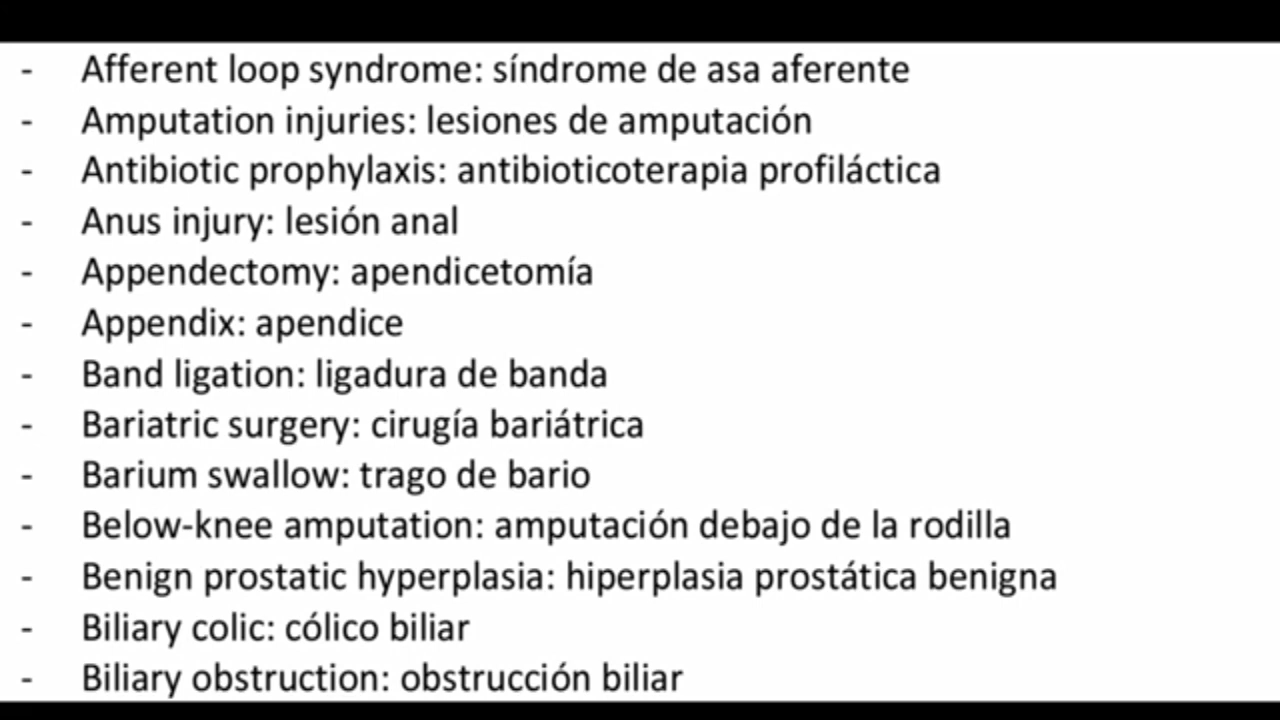 - Afferent loop syndrome: síndrome de asa aferente
- Amputation injuries: lesiones de amputación
- Antibiotic prophylaxis: antibioticoterapia profiláctica
- Anus injury: lesión anal
- Appendectomy: apendicetomía
- Appendix: apendice
- Band ligation: ligadura de banda
- Bariatric surgery: cirugía bariátrica
- Barium swallow: trago de bario
- Below-knee amputation: amputación debajo de la rodilla
- Benign prostatic hyperplasia: hiperplasia prostática benigna
- Biliary colic: cólico biliar
- Biliary obstruction: obstrucción biliar